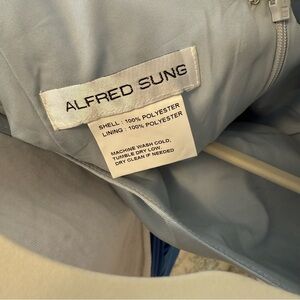 ALFRED SUNG
SHELL : 100% POLYESTER
LINING : 100% POLYESTER
MACHINE WASH COLD,
TUMBLE DRY LOW.
DRY CLEAN IF NEEDED